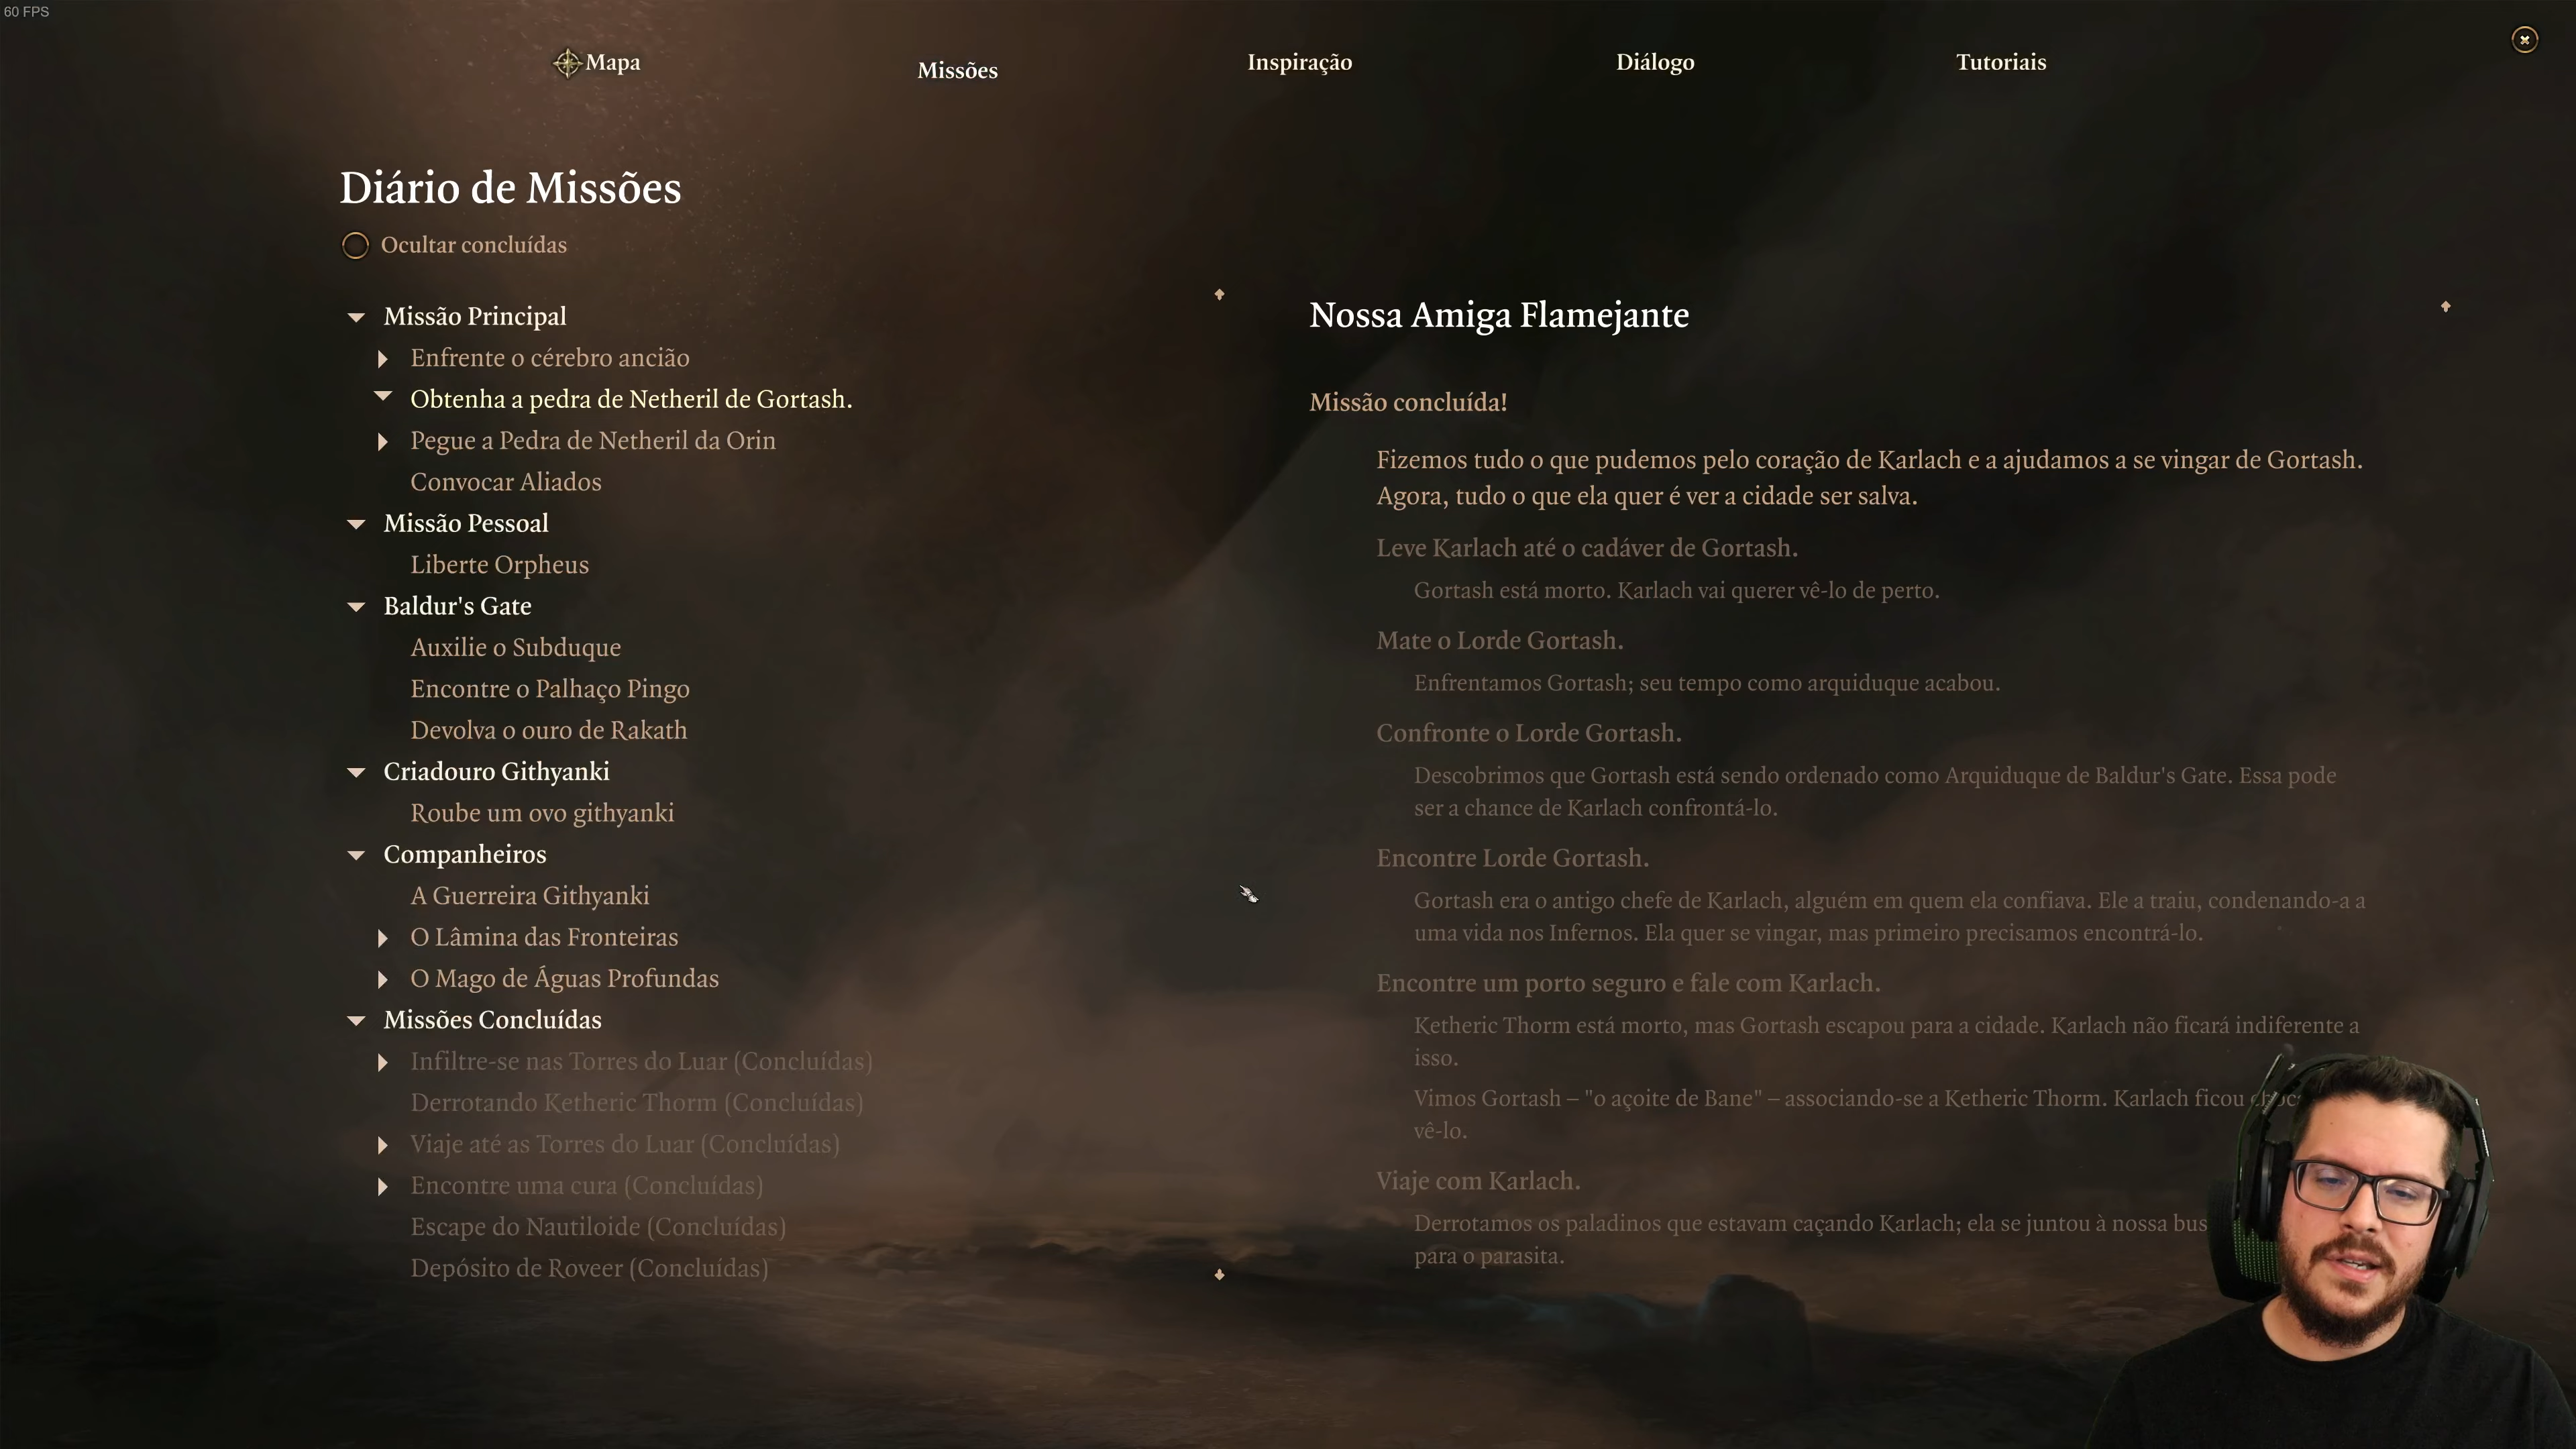 60 FPS
Mapa
Missões
Inspiração
Diálogo
Tutoriais
Diário de Missões
Ocultar concluídas
Missão Principal
Enfrente o cérebro ancião
Obtenha a pedra de Netheril de Gortash.
Pegue a Pedra de Netheril da Orin
Convocar Aliados
Missão Pessoal
Liberte Orpheus
Baldur's Gate
Auxilie o Subduque
Encontre o Palhaço Pingo
Devolva o ouro de Rakath
Criadouro Githyanki
Roube um ovo githyanki
Companheiros
A Guerreira Githyanki
O Lâmina das Fronteiras
O Mago de Águas Profundas
Missões Concluídas
Infiltre-se nas Torres do Luar (Concluídas)
Derrotando Ketheric Thorm (Concluídas)
Viaje até as Torres do Luar (Concluídas)
Encontre uma cura (Concluídas)
Escape do Nautiloide (Concluídas)
Depósito de Roveer (Concluídas)
Nossa Amiga Flamejante
Missão concluída!
Fizemos tudo o que pudemos pelo coração de Karlach e a ajudamos a se vingar de Gortash.
Agora, tudo o que ela quer é ver a cidade ser salva.
Leve Karlach até o cadáver de Gortash.
Gortash está morto. Karlach vai querer vê-lo de perto.
Mate o Lorde Gortash.
Enfrentamos Gortash; seu tempo como arquiduque acabou.
Confronte o Lorde Gortash.
Descobrimos que Gortash está sendo ordenado como Arquiduque de Baldur's Gate. Essa pode
ser a chance de Karlach confrontá-lo.
Encontre Lorde Gortash.
Gortash era o antigo chefe de Karlach, alguém em quem ela confiava. Ele a traiu, condenando-a a
uma vida nos Infernos. Ela quer se vingar, mas primeiro precisamos encontrá-lo.
Encontre um porto seguro e fale com Karlach.
Ketheric Thorm está morto, mas Gortash escapou para a cidade. Karlach não ficará indiferente a
isso.
Vimos Gortash – "o açoite de Bane" – associando-se a Ketheric Thorm. Karlach ficou
vê-lo.
Viaje com Karlach.
Derrotamos os paladinos que estavam caçando Karlach; ela se juntou à nossa
para o parasita.